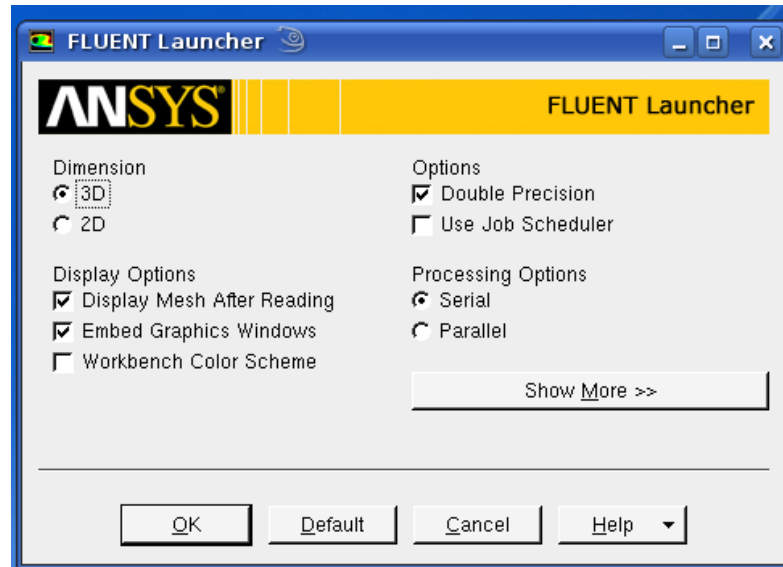 FLUENT Launcher
ANSYS®
FLUENT Launcher
Dimension
3D
2D
Options
Double Precision
Use Job Scheduler
Display Options
Display Mesh After Reading
Embed Graphics Windows
Workbench Color Scheme
Processing Options
Serial
Parallel
Show More >>
OK
Default
Cancel
Help